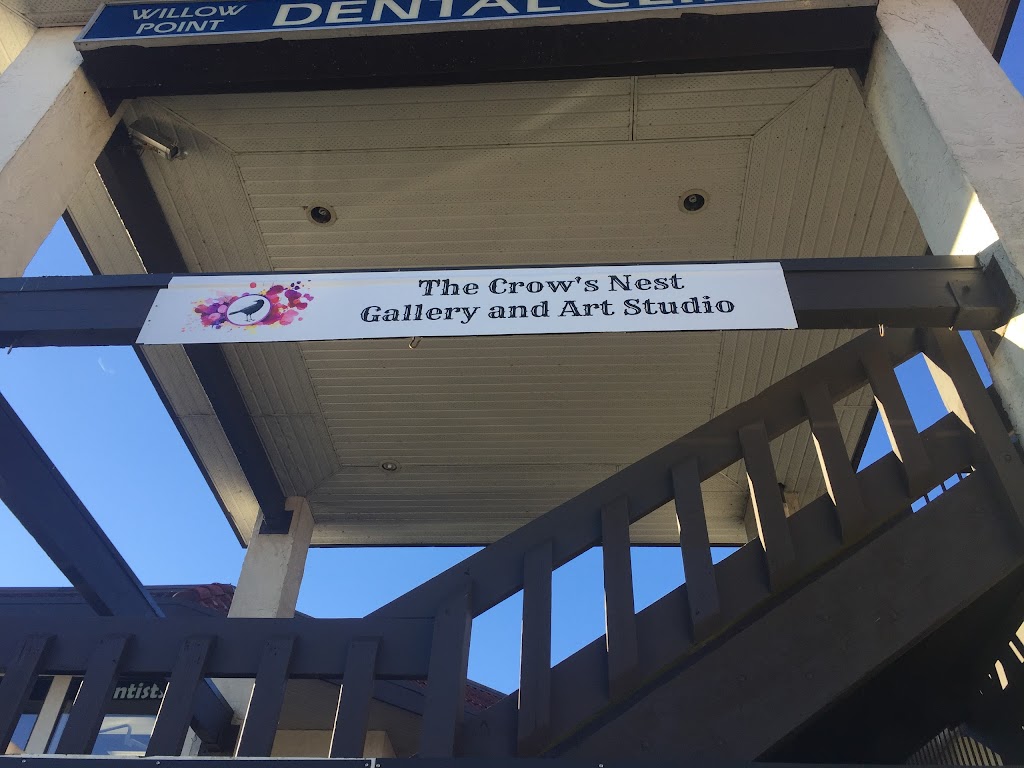 WILLOW
POINT
DENTAL
The Crow's Nest
Gallery and Art Studio